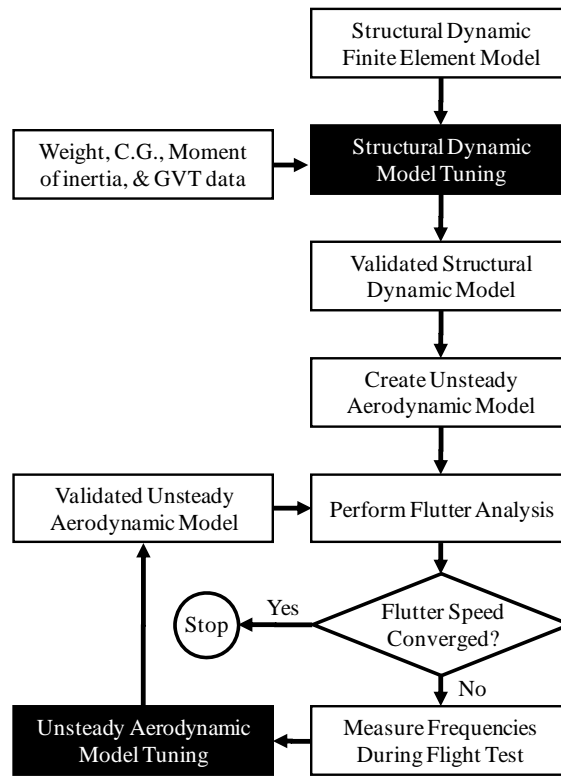 Structural Dynamic
Finite Element Model
Weight, C.G., Moment
of inertia, & GVT data
Structural Dynamic
Model Tuning
Validated Structural
Dynamic Model
Create Unsteady
Aerodynamic Model
Validated Unsteady
Aerodynamic Model
Perform Flutter Analysis
Stop
Yes
Flutter Speed
Converged?
No
Unsteady Aerodynamic
Model Tuning
Measure Frequencies
During Flight Test